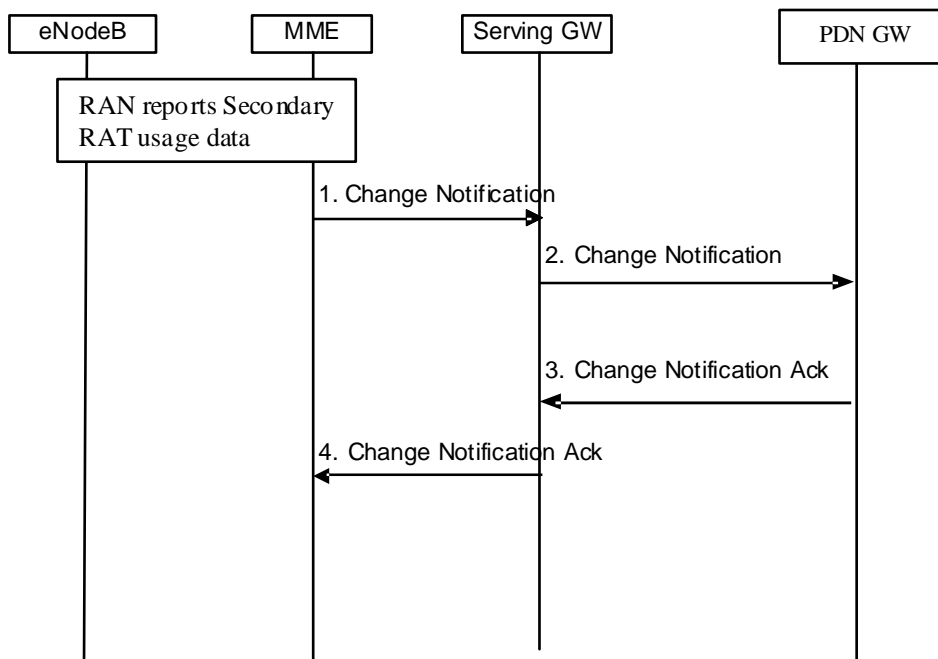 eNodeB
MME
Serving GW
PDN GW
RAN reports Secondary
RAT usage data
1. Change Notification
2. Change Notification
3. Change Notification Ack
4. Change Notification Ack